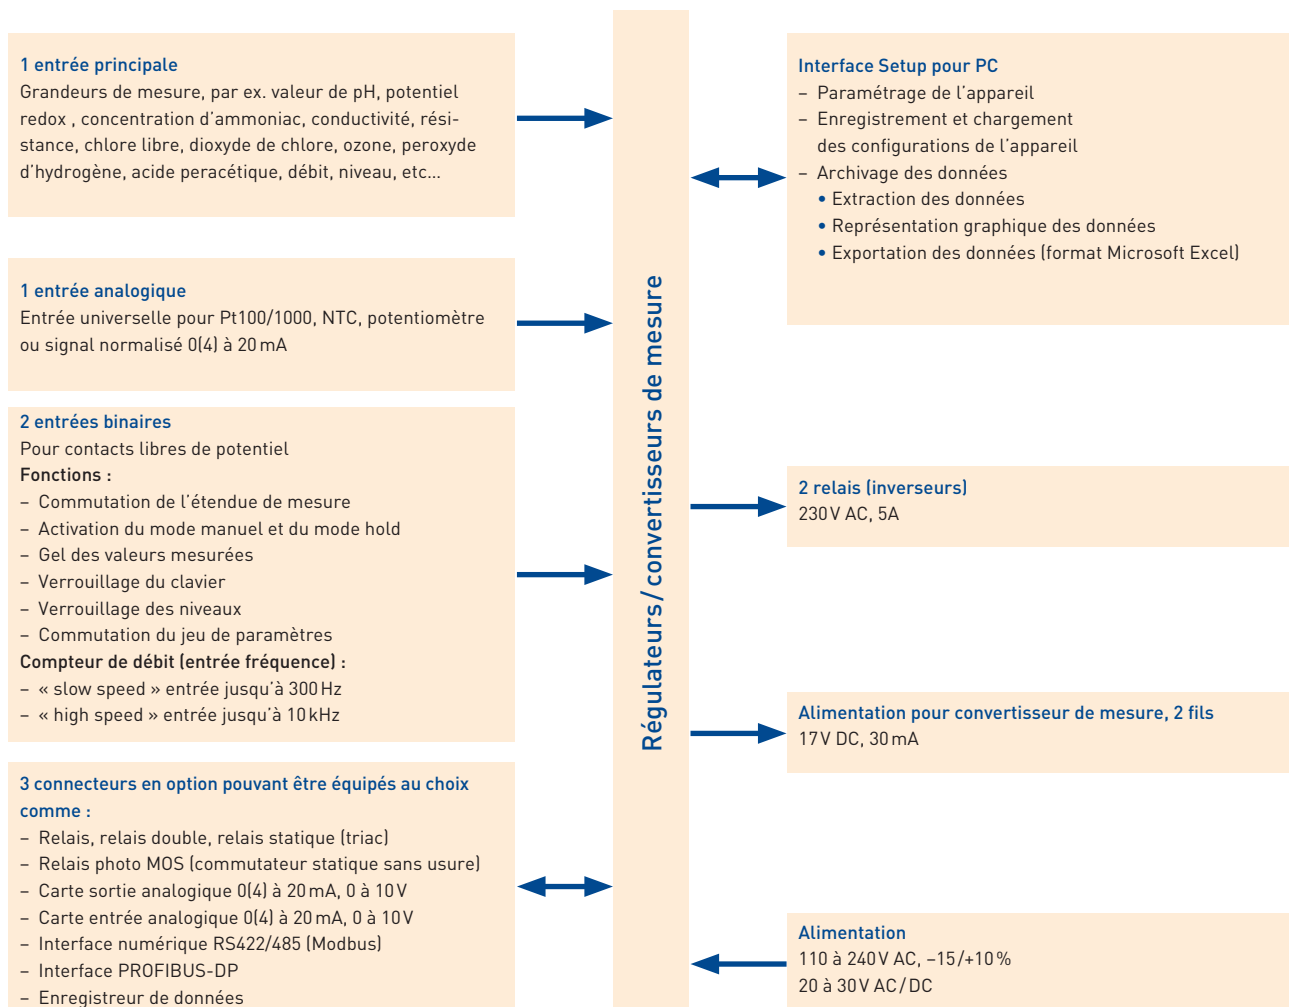 1 entrée principale
Grandeurs de mesure, par ex. valeur de pH, potentiel
redox , concentration d’ammoniac, conductivité, rési-
stance, chlore libre, dioxyde de chlore, ozone, peroxyde
d’hydrogène, acide peracétique, débit, niveau, etc...
1 entrée analogique
Entrée universelle pour Pt100/1000, NTC, potentiomètre
ou signal normalisé 0(4) à 20 mA
2 entrées binaires
Pour contacts libres de potentiel
Fonctions :
– Commutation de l’étendue de mesure
– Activation du mode manuel et du mode hold
– Gel des valeurs mesurées
– Verrouillage du clavier
– Verrouillage des niveaux
– Commutation du jeu de paramètres
Compteur de débit (entrée fréquence) :
– « slow speed » entrée jusqu’à 300 Hz
– « high speed » entrée jusqu’à 10 kHz
3 connecteurs en option pouvant être équipés au choix
comme :
– Relais, relais double, relais statique (triac)
– Relais photo MOS (commutateur statique sans usure)
– Carte sortie analogique 0(4) à 20 mA, 0 à 10 V
– Carte entrée analogique 0(4) à 20 mA, 0 à 10 V
– Interface numérique RS422/485 (Modbus)
– Interface PROFIBUS-DP
– Enregistreur de données
Régulateurs / convertisseurs de mesure
Interface Setup pour PC
– Paramétrage de l’appareil
– Enregistrement et chargement
des configurations de l’appareil
– Archivage des données
• Extraction des données
• Représentation graphique des données
• Exportation des données (format Microsoft Excel)
2 relais (inverseurs)
230 V AC, 5A
Alimentation pour convertisseur de mesure, 2 fils
17 V DC, 30 mA
Alimentation
110 à 240 V AC, –15/+10 %
20 à 30 V AC / DC